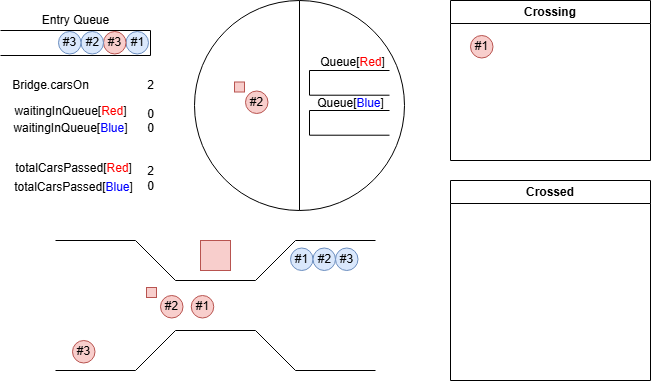 Entry Queue
#3 #2 #3 #1
Bridge.carsOn 2
waitingInQueue[Red] 0
waitingInQueue[Blue] 0
totalCarsPassed[Red] 2
totalCarsPassed[Blue] 0
Queue[Red]
Queue[Blue]
#2
Crossing
#1
Crossed
#1 #2 #3
#2 #1
#3